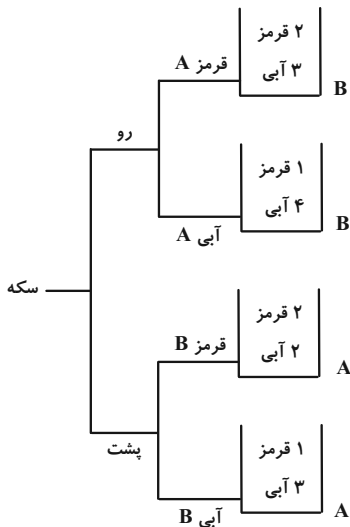 ۲ قرمز
۳ آبی
B
قرمز A
رو
۱ قرمز
۴ آبی
B
آبی A
سکه
۲ قرمز
۲ آبی
A
قرمز B
پشت
۱ قرمز
۳ آبی
A
آبی B